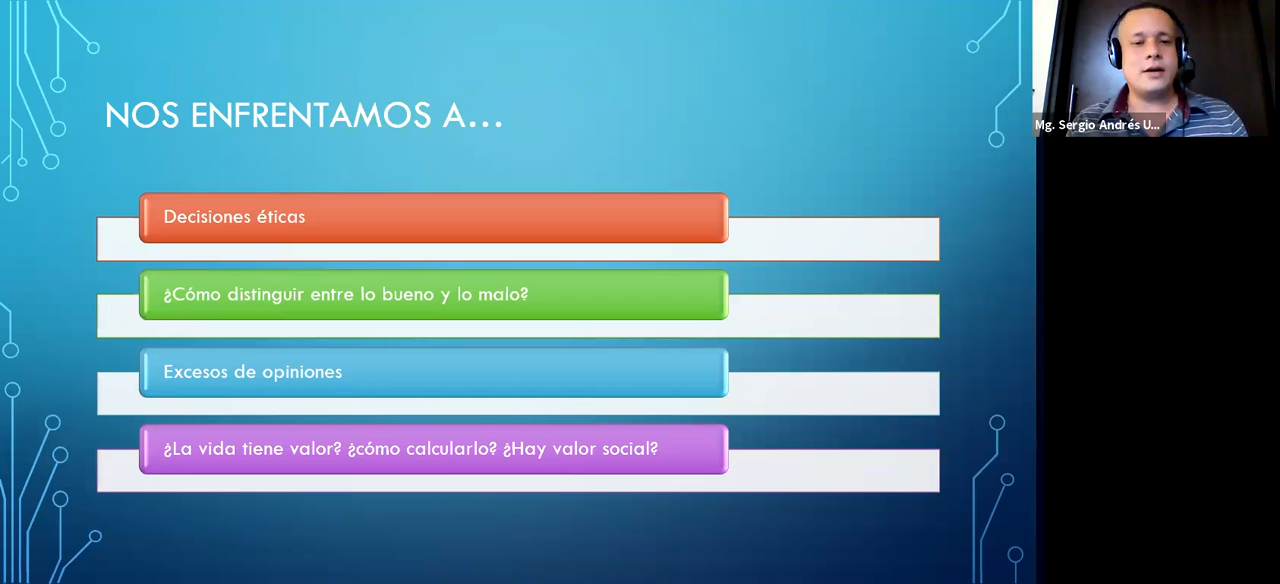 NOS ENFRENTAMOS A...
Decisiones éticas
¿Cómo distinguir entre lo bueno y lo malo?
Excesos de opiniones
¿La vida tiene valor? ¿cómo calcularlo? ¿Hay valor social?
Mg. Sergio Andrés U...